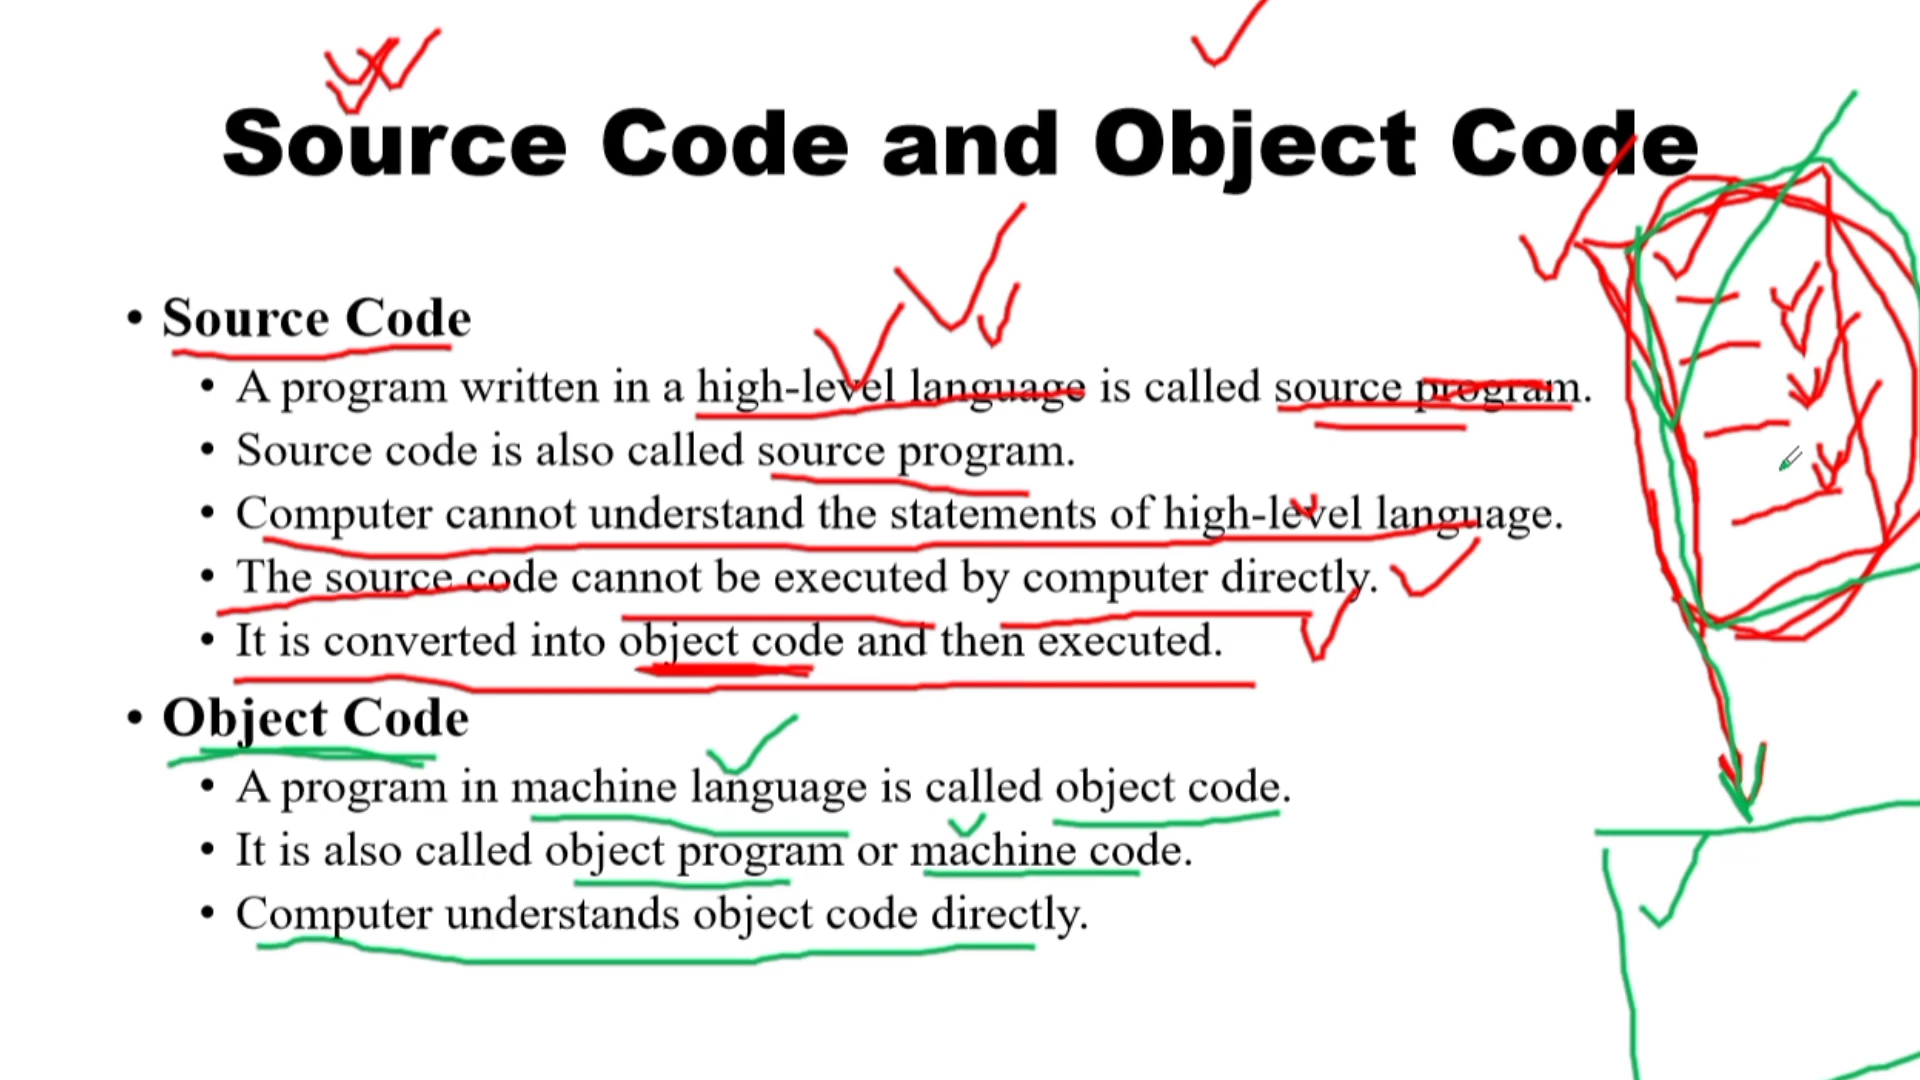 Source Code and Object Code
• Source Code
• A program written in a high-level language is called source program.
• Source code is also called source program.
• Computer cannot understand the statements of high-level language.
• The source code cannot be executed by computer directly.
• It is converted into object code and then executed.
• Object Code
• A program in machine language is called object code.
• It is also called object program or machine code.
• Computer understands object code directly.